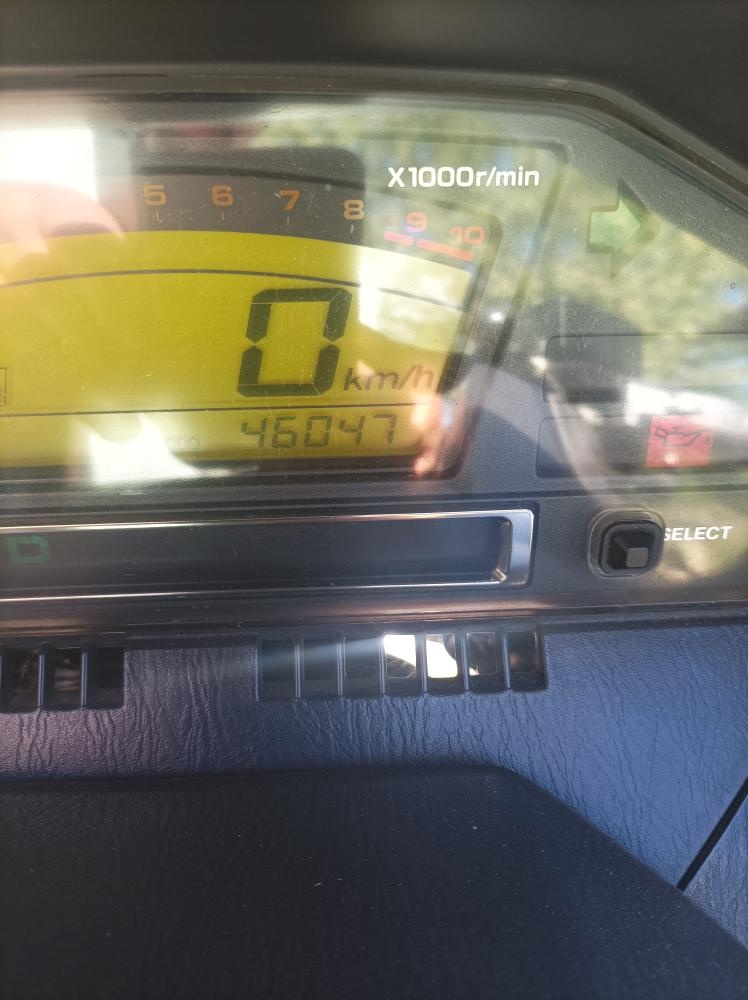 X1000r/min
5 6 7 8 9 10
0 km/h
46047
D
SELECT